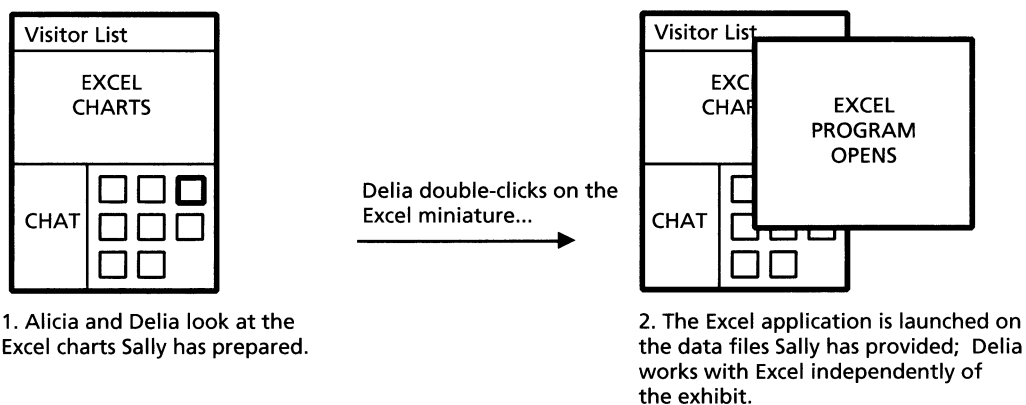 Visitor List
EXCEL
CHARTS
CHAT
1. Alicia and Delia look at the
Excel charts Sally has prepared.
Delia double-clicks on the
Excel miniature...
Visitor List
EXC
CHA
CHAT
EXCEL
PROGRAM
OPENS
2. The Excel application is launched on
the data files Sally has provided; Delia
works with Excel independently of
the exhibit.